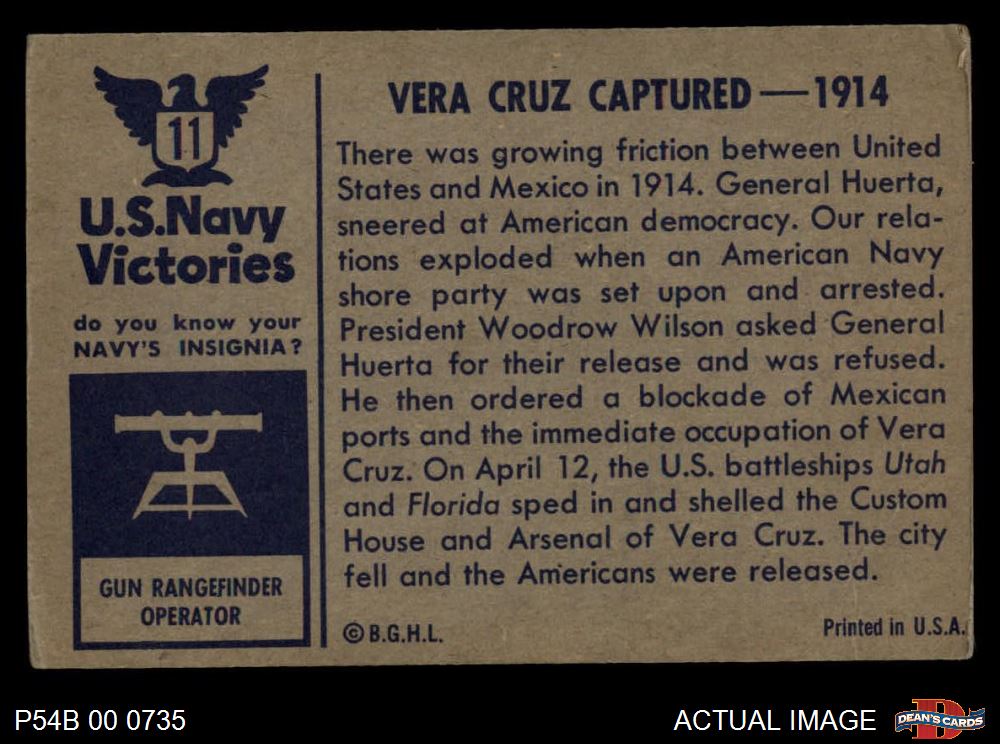 11
U.S.Navy
Victories
do you know your
NAVY'S INSIGNIA?
GUN RANGEFINDER
OPERATOR
VERA CRUZ CAPTURED — 1914
There was growing friction between United
States and Mexico in 1914. General Huerta,
sneered at American democracy. Our rela-
tions exploded when an American Navy
shore party was set upon and arrested.
President Woodrow Wilson asked General
Huerta for their release and was refused.
He then ordered a blockade of Mexican
ports and the immediate occupation of Vera
Cruz. On April 12, the U.S. battleships Utah
and Florida sped in and shelled the Custom
House and Arsenal of Vera Cruz. The city
fell and the Americans were released.
© B.G.H.L.
Printed in U.S.A.
P54B 00 0735
ACTUAL IMAGE
D
DEAN'S CARDS